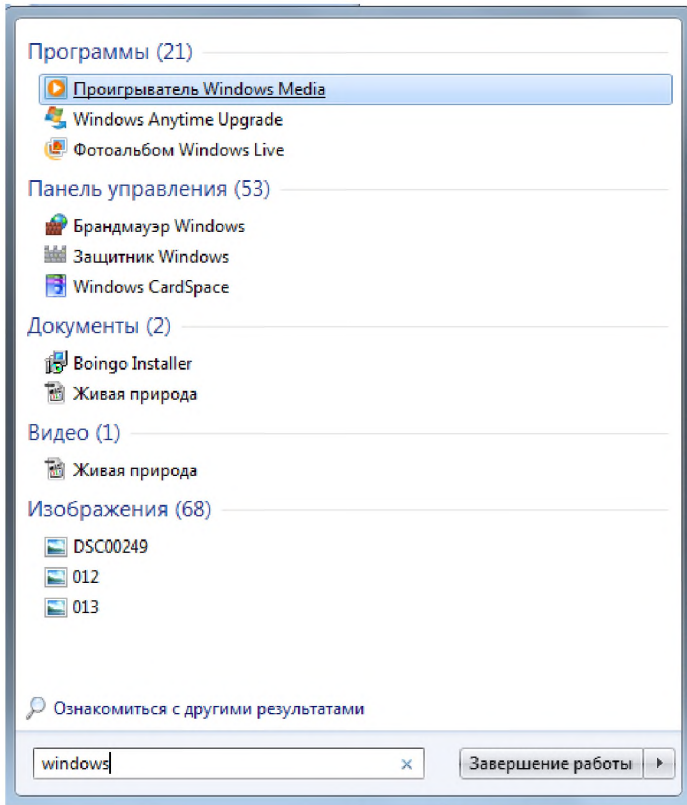 Программы (21)
Проигрыватель Windows Media
Windows Anytime Upgrade
Фотоальбом Windows Live
Панель управления (53)
Брандмауэр Windows
Защитник Windows
Windows CardSpace
Документы (2)
Boingo Installer
Живая природа
Видео (1)
Живая природа
Изображения (68)
DSC00249
012
013
Ознакомиться с другими результатами
windows
Завершение работы